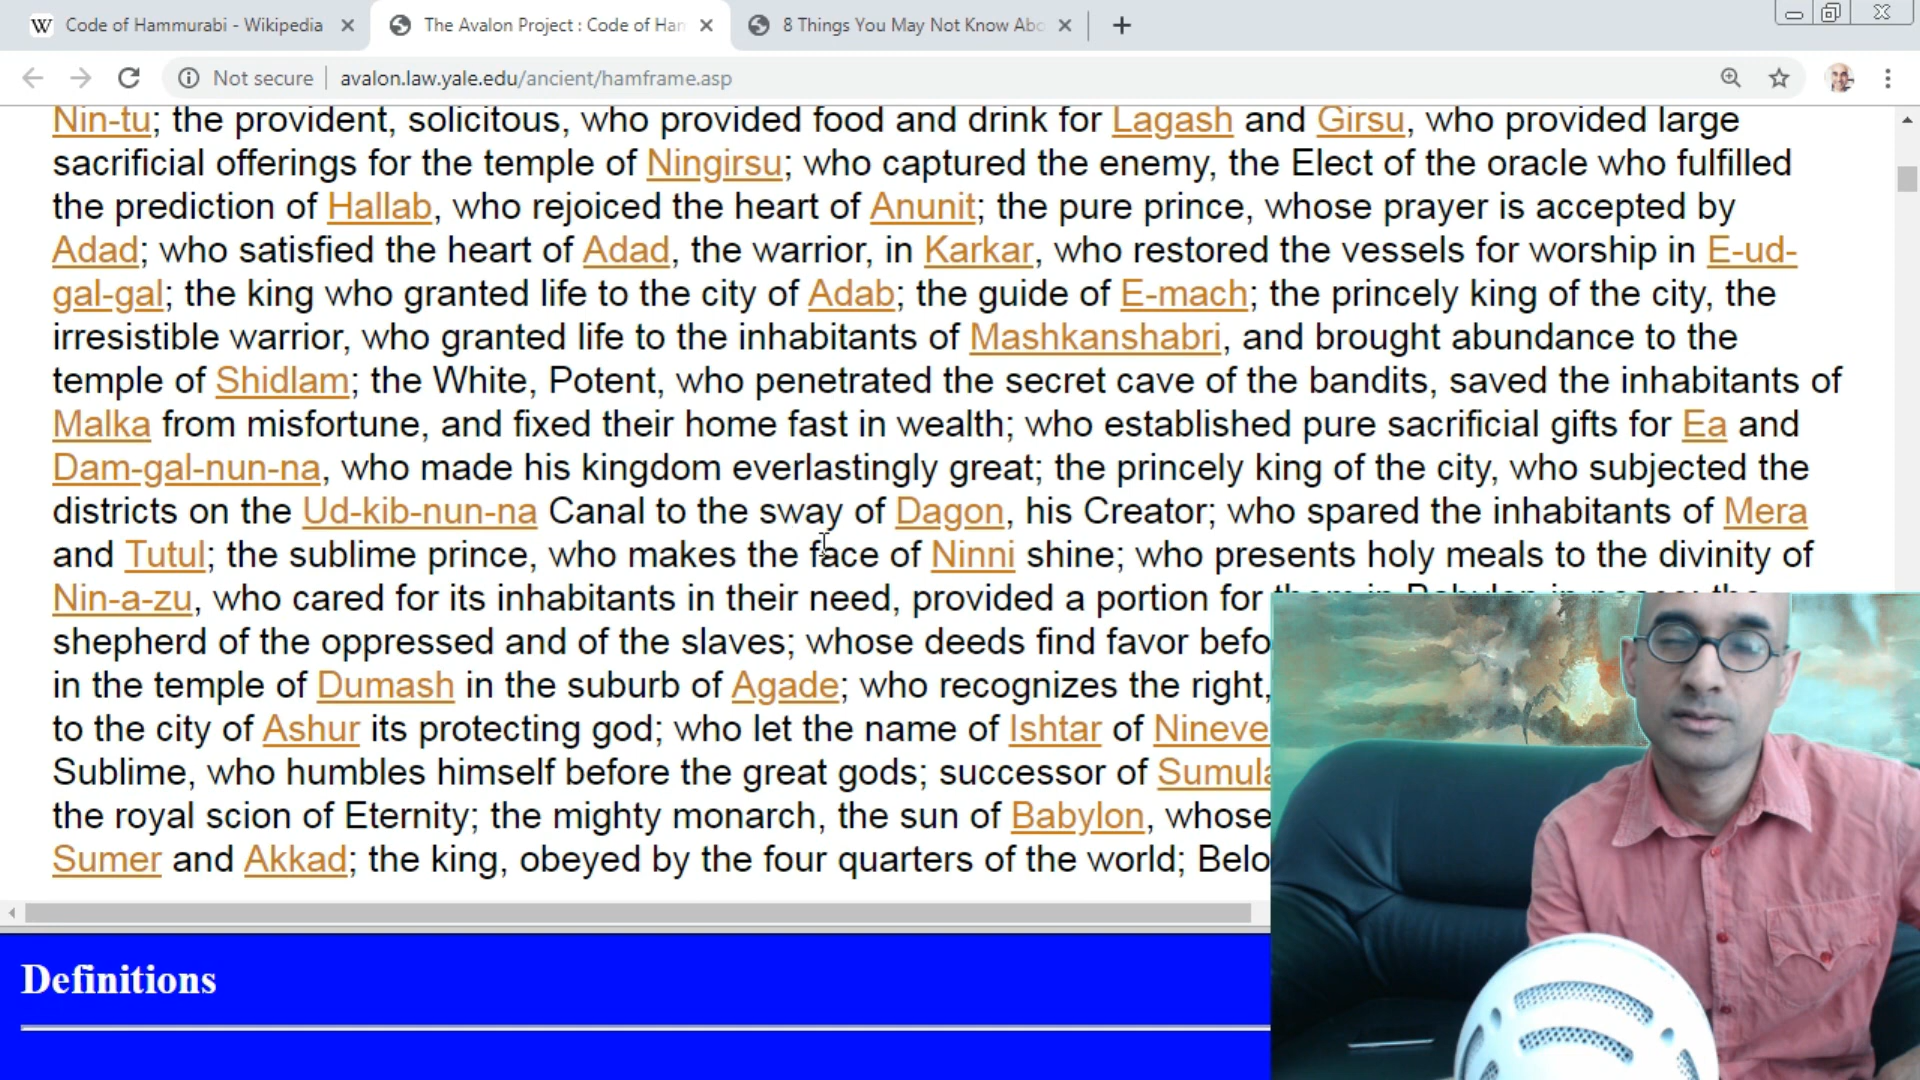 W Code of Hammurabi - Wikipedia
The Avalon Project : Code of Ham
8 Things You May Not Know Abo
Not secure
avalon.law.yale.edu/ancient/hamframe.asp
Nin-tu; the provident, solicitous, who provided food and drink for Lagash and Girsu, who provided large
sacrificial offerings for the temple of Ningirsu; who captured the enemy, the Elect of the oracle who fulfilled
the prediction of Hallab, who rejoiced the heart of Anunit; the pure prince, whose prayer is accepted by
Adad; who satisfied the heart of Adad, the warrior, in Karkar, who restored the vessels for worship in E-ud-
gal-gal; the king who granted life to the city of Adab; the guide of E-mach; the princely king of the city, the
irresistible warrior, who granted life to the inhabitants of Mashkanshabri, and brought abundance to the
temple of Shidlam; the White, Potent, who penetrated the secret cave of the bandits, saved the inhabitants of
Malka from misfortune, and fixed their home fast in wealth; who established pure sacrificial gifts for Ea and
Dam-gal-nun-na, who made his kingdom everlastingly great; the princely king of the city, who subjected the
districts on the Ud-kib-nun-na Canal to the sway of Dagon, his Creator; who spared the inhabitants of Mera
and Tutul; the sublime prince, who makes the face of Ninni shine; who presents holy meals to the divinity of
Nin-a-zu, who cared for its inhabitants in their need, provided a portion for them in Babylon in peace; the
shepherd of the oppressed and of the slaves; whose deeds find favor befo
in the temple of Dumash in the suburb of Agade; who recognizes the right,
to the city of Ashur its protecting god; who let the name of Ishtar of Nineve
Sublime, who humbles himself before the great gods; successor of Sumula
the royal scion of Eternity; the mighty monarch, the sun of Babylon, whose
Sumer and Akkad; the king, obeyed by the four quarters of the world; Belo
Definitions